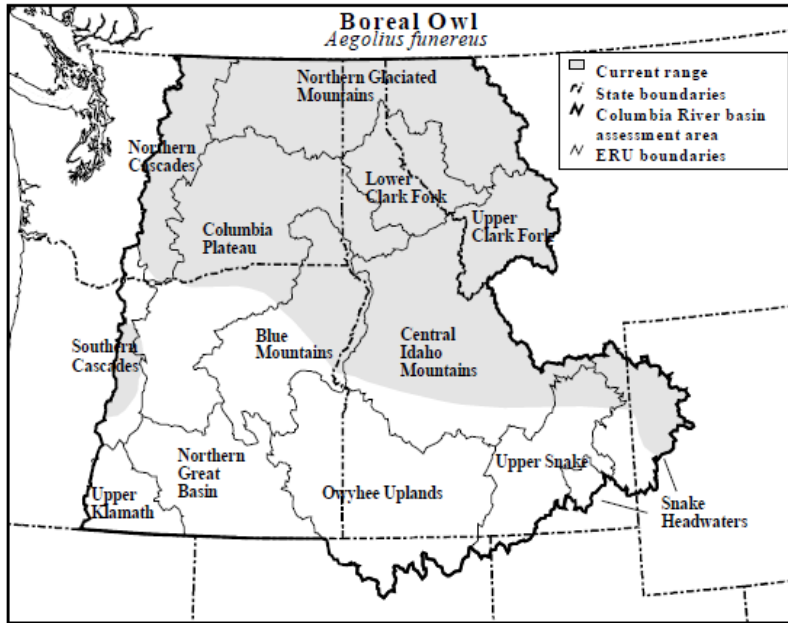 Boreal Owl
Aegolius funereus
Current range
State boundaries
Columbia River basin
assessment area
ERU boundaries
Northern Glaciated
Mountains
Northern
Cascades
Lower
Clark Fork
Columbia
Plateau
Upper
Clark Fork
Southern
Cascades
Blue
Mountains
Central
Idaho
Mountains
Northern
Great
Basin
Upper Snake
Owyhee Uplands
Upper
Klamath
Snake
Headwaters